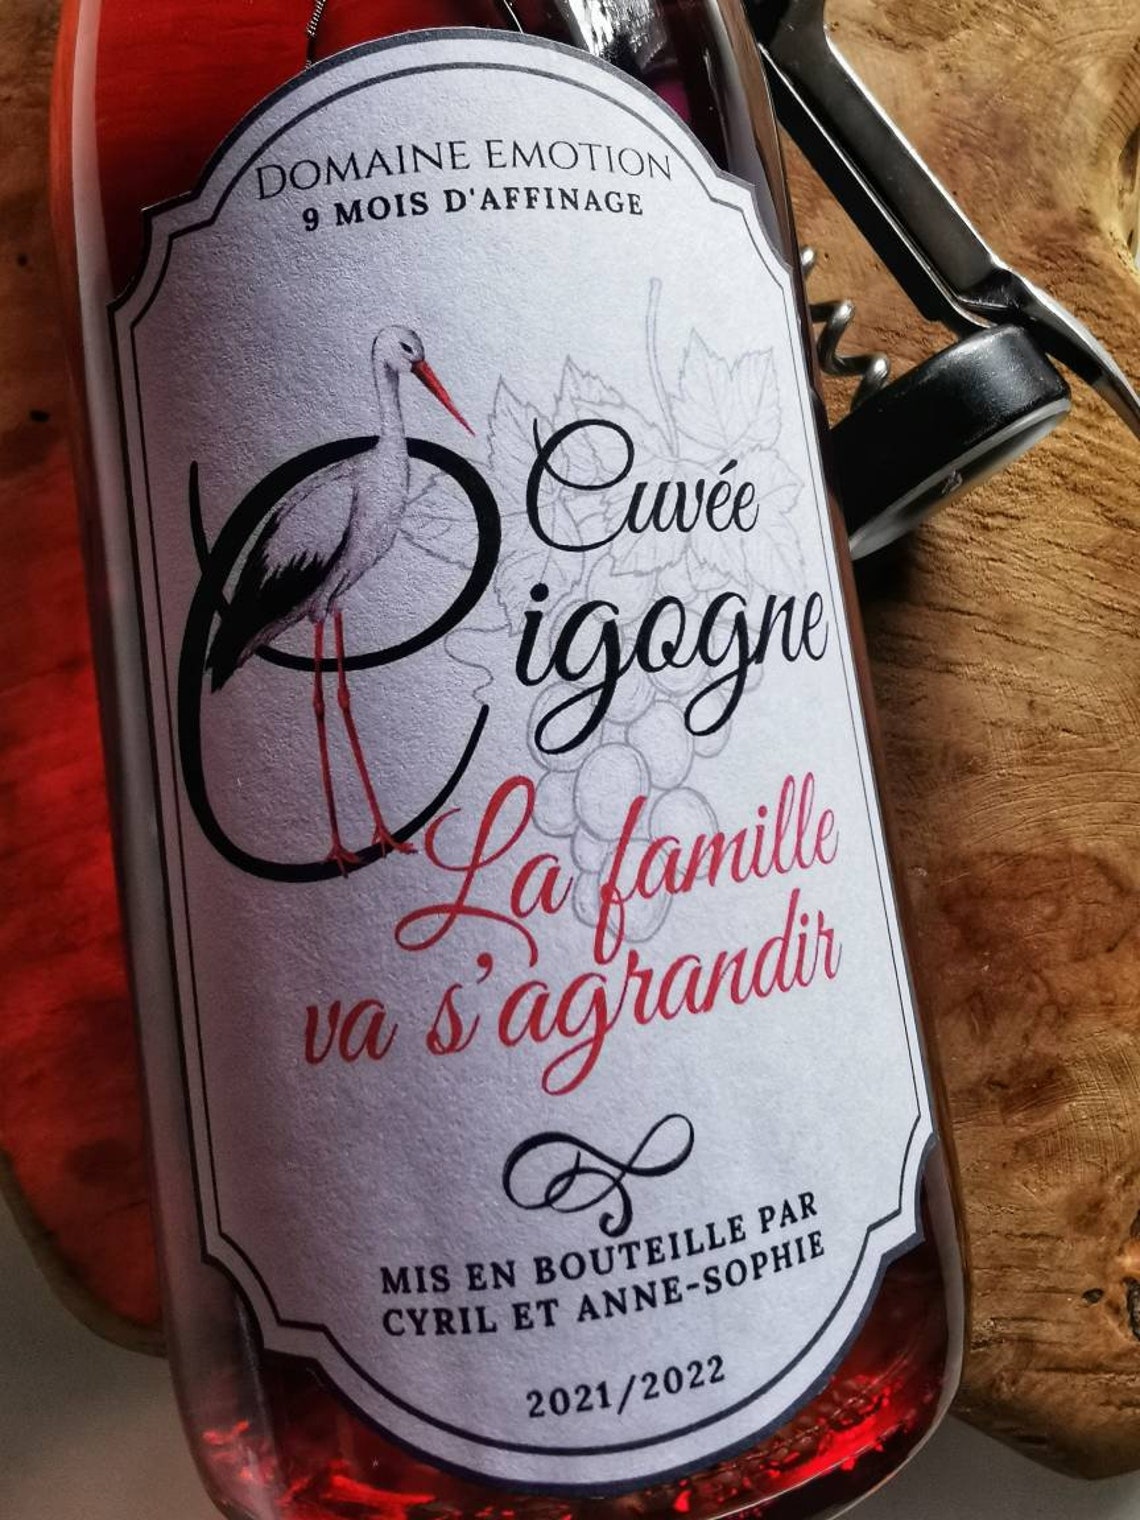 DOMAINE EMOTION
9 MOIS D'AFFINAGE
Cuvée
Cigogne
La famille
va s'agrandir
MIS EN BOUTEILLE PAR
CYRIL ET ANNE-SOPHIE
2021/2022